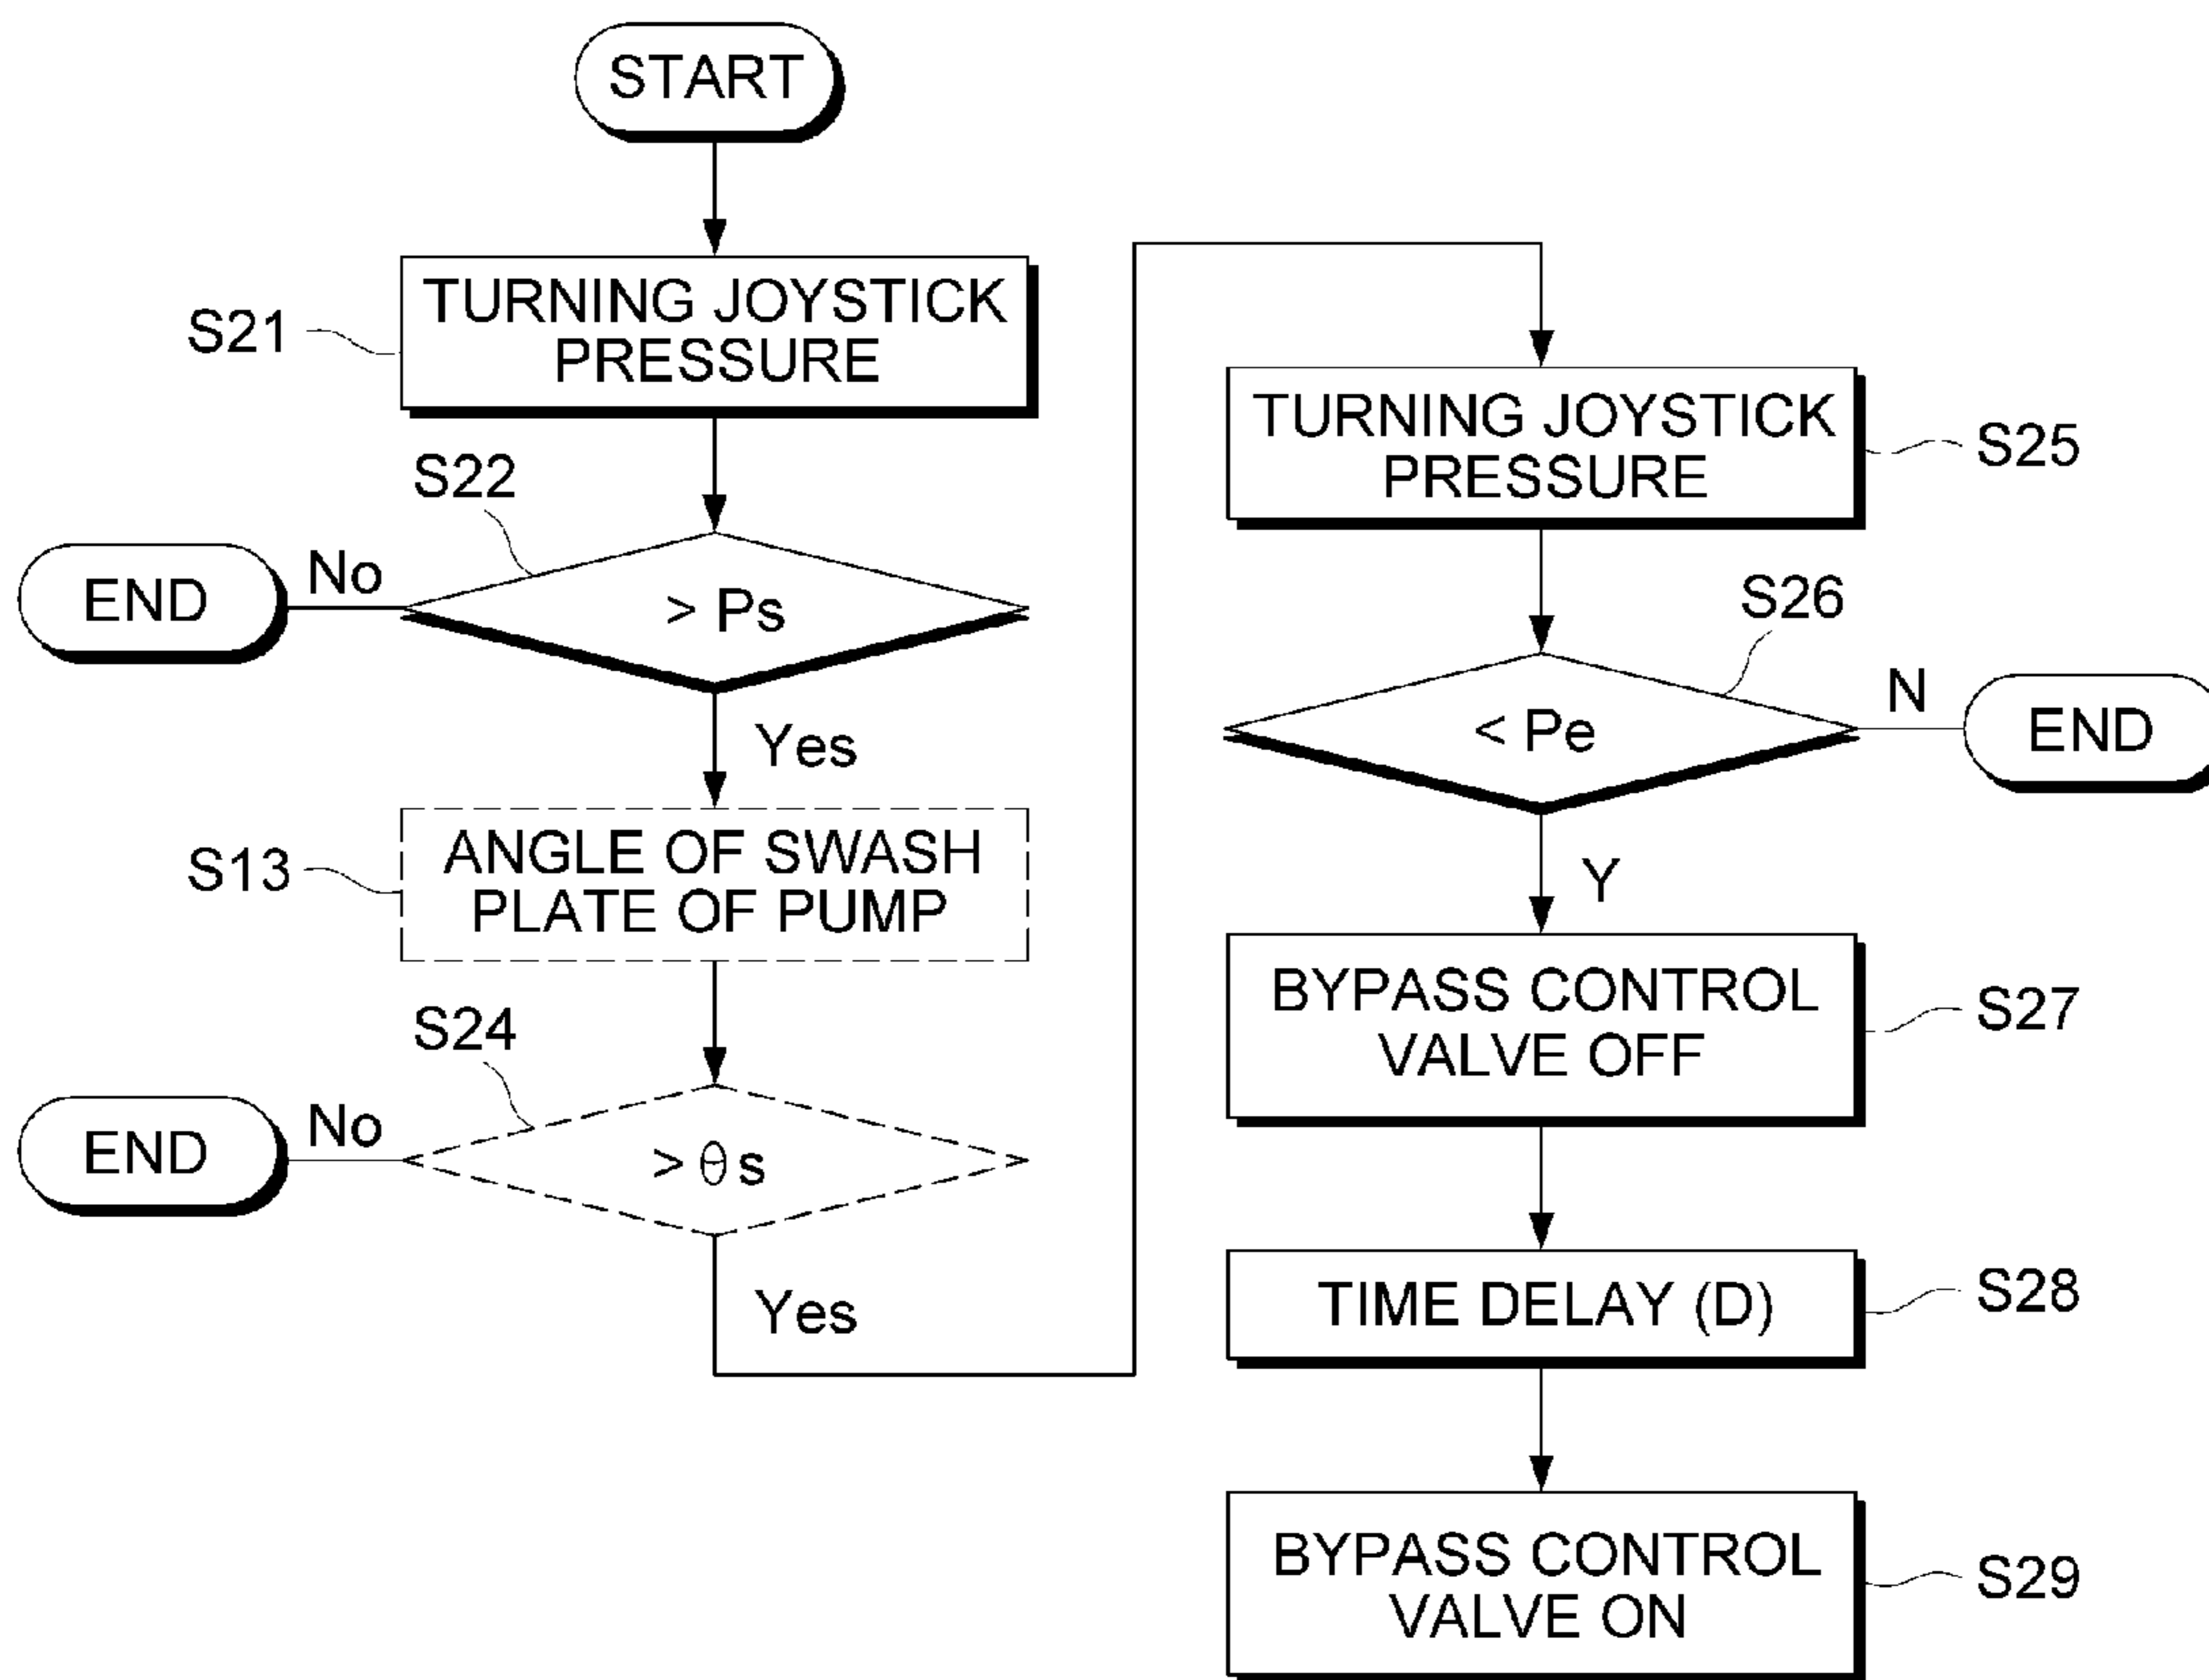 START
S21
TURNING JOYSTICK
PRESSURE
S22
END
No
> Ps
Yes
S13
ANGLE OF SWASH
PLATE OF PUMP
S24
END
No
> θs
Yes
TURNING JOYSTICK
PRESSURE
S25
S26
< Pe
N
END
Y
BYPASS CONTROL
VALVE OFF
S27
TIME DELAY (D)
S28
BYPASS CONTROL
VALVE ON
S29